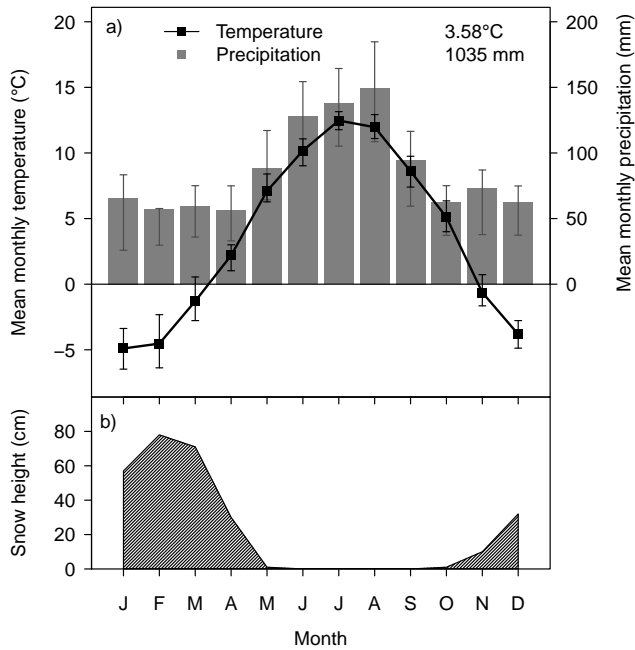 a)
Temperature 3.58°C
Precipitation 1035 mm
Mean monthly temperature (°C)
20
15
10
5
0
−5
Mean monthly precipitation (mm)
200
150
100
50
0
b)
Snow height (cm)
80
60
40
20
0
J F M A M J J A S O N D
Month